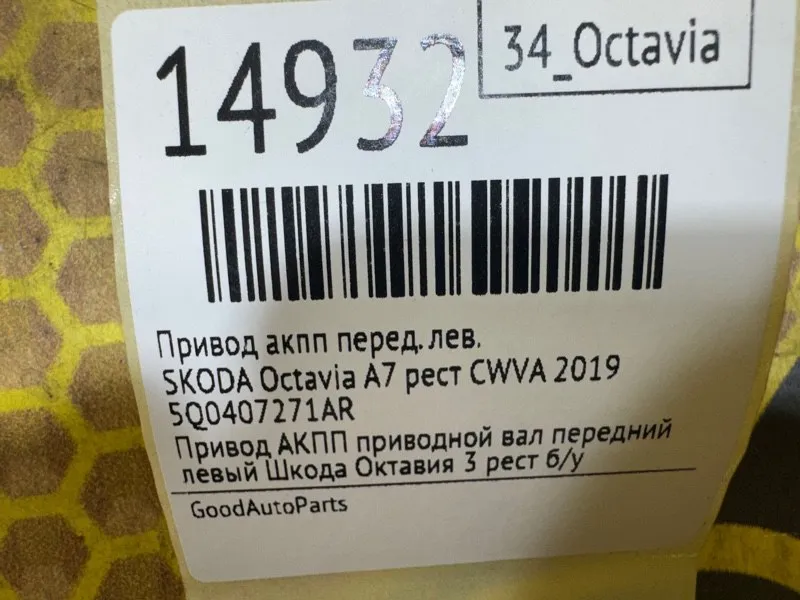 14932
34_Octavia
Привод акпп перед. лев.
SKODA Octavia A7 рест CWVA 2019
5Q0407271AR
Привод АКПП приводной вал передний
левый Шкода Октавия 3 рест б/у
GoodAutoParts